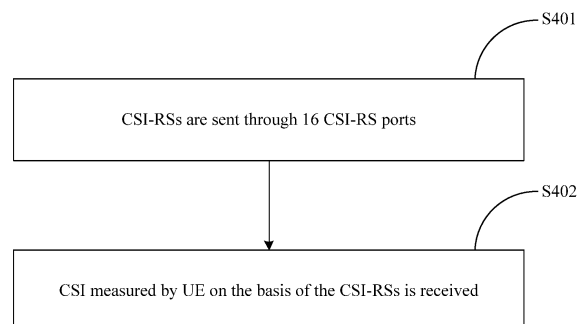 S401
CSI-RSs are sent through 16 CSI-RS ports
S402
CSI measured by UE on the basis of the CSI-RSs is received